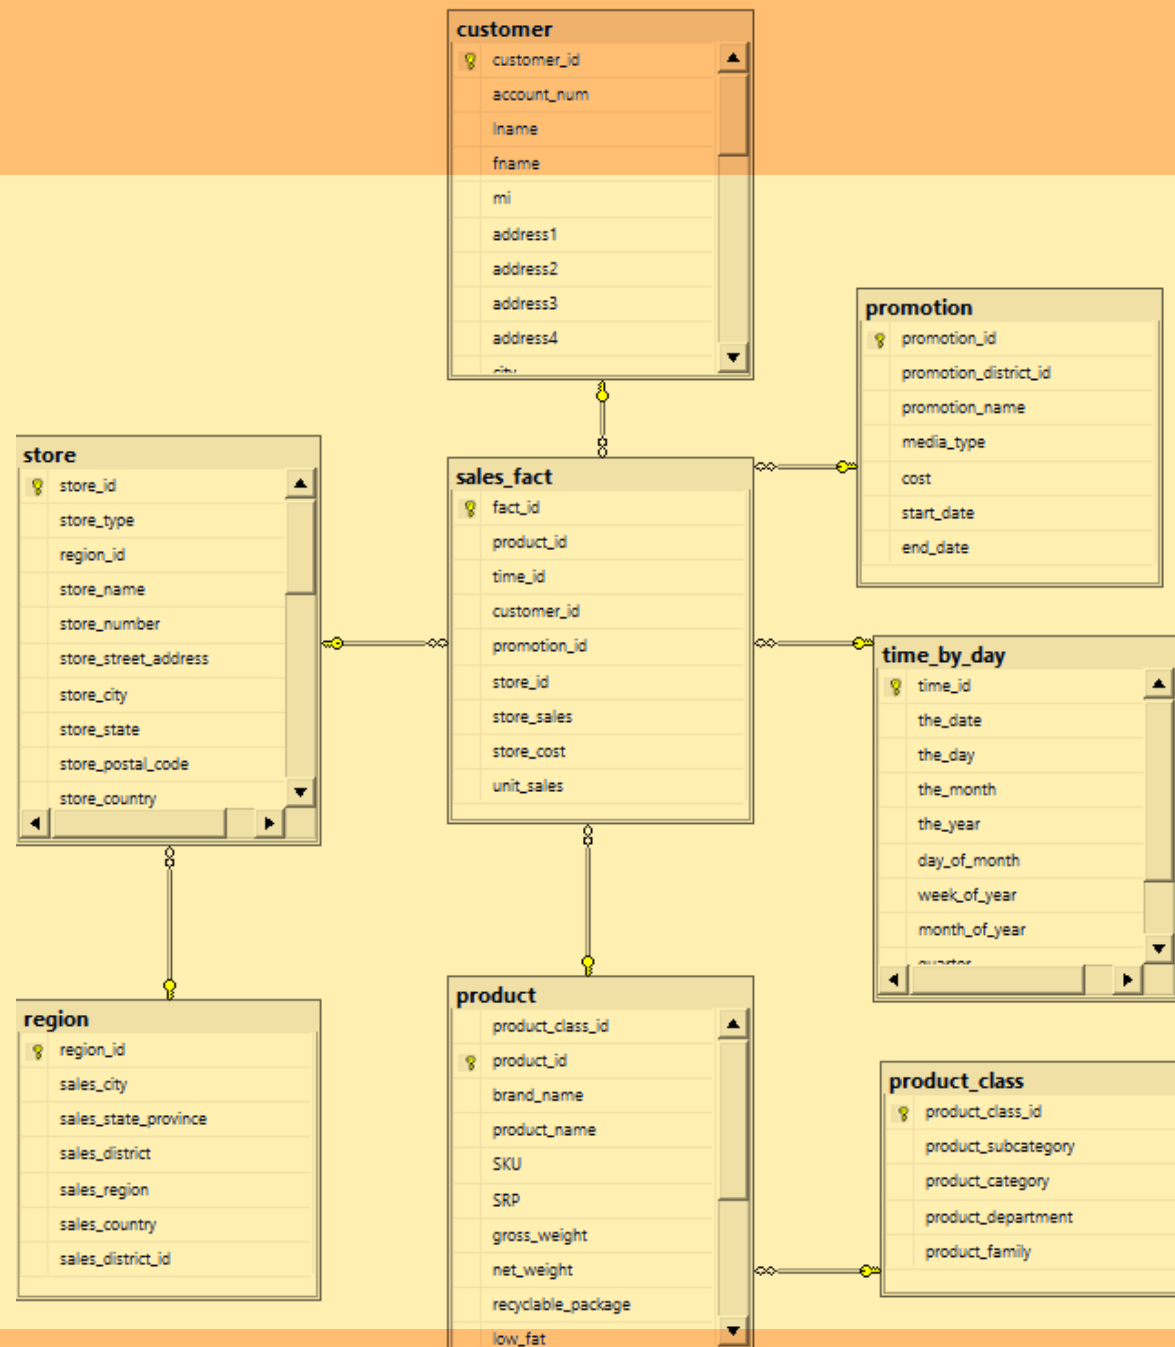 customer
customer_id
account_num
lname
fname
mi
address1
address2
address3
address4
city
promotion
promotion_id
promotion_district_id
promotion_name
media_type
cost
start_date
end_date
store
store_id
store_type
region_id
store_name
store_number
store_street_address
store_city
store_state
store_postal_code
store_country
sales_fact
fact_id
product_id
time_id
customer_id
promotion_id
store_id
store_sales
store_cost
unit_sales
time_by_day
time_id
the_date
the_day
the_month
the_year
day_of_month
week_of_year
month_of_year
quarter
region
region_id
sales_city
sales_state_province
sales_district
sales_region
sales_country
sales_district_id
product
product_class_id
product_id
brand_name
product_name
SKU
SRP
gross_weight
net_weight
recyclable_package
low_fat
product_class
product_class_id
product_subcategory
product_category
product_department
product_family